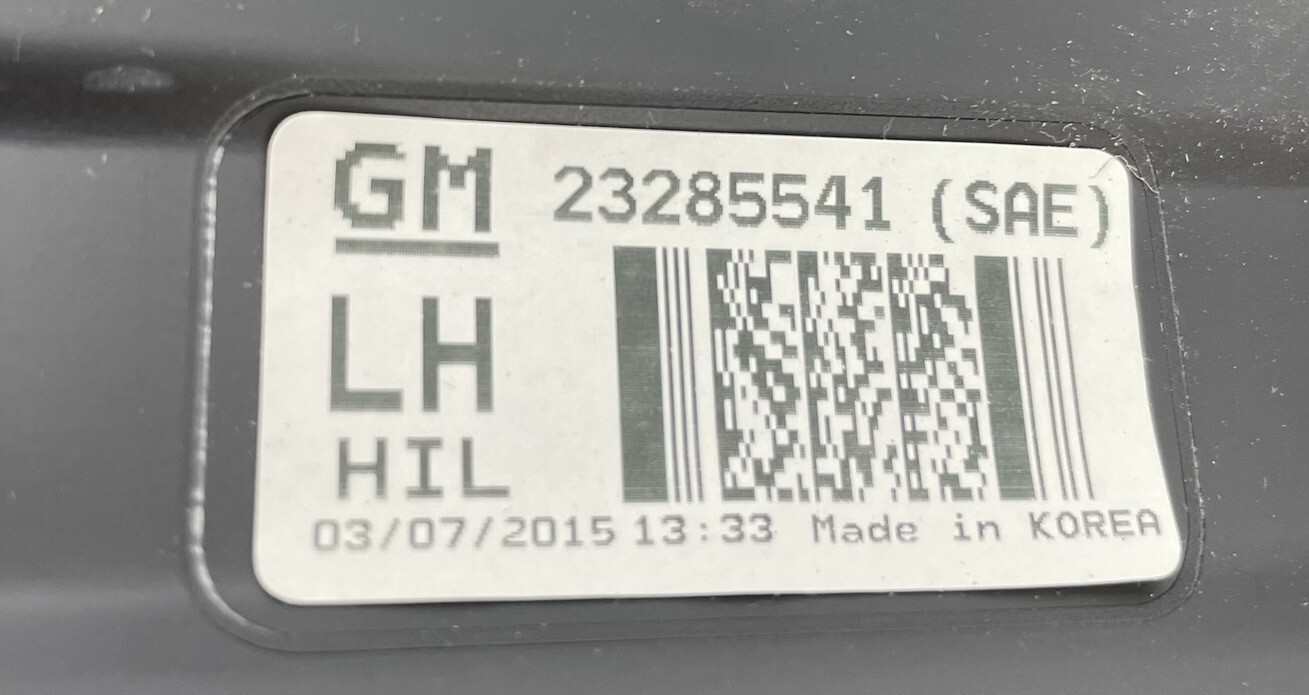 GM 23285541 (SAE)
LH
HIL
03/07/2015 13:33 Made in KOREA